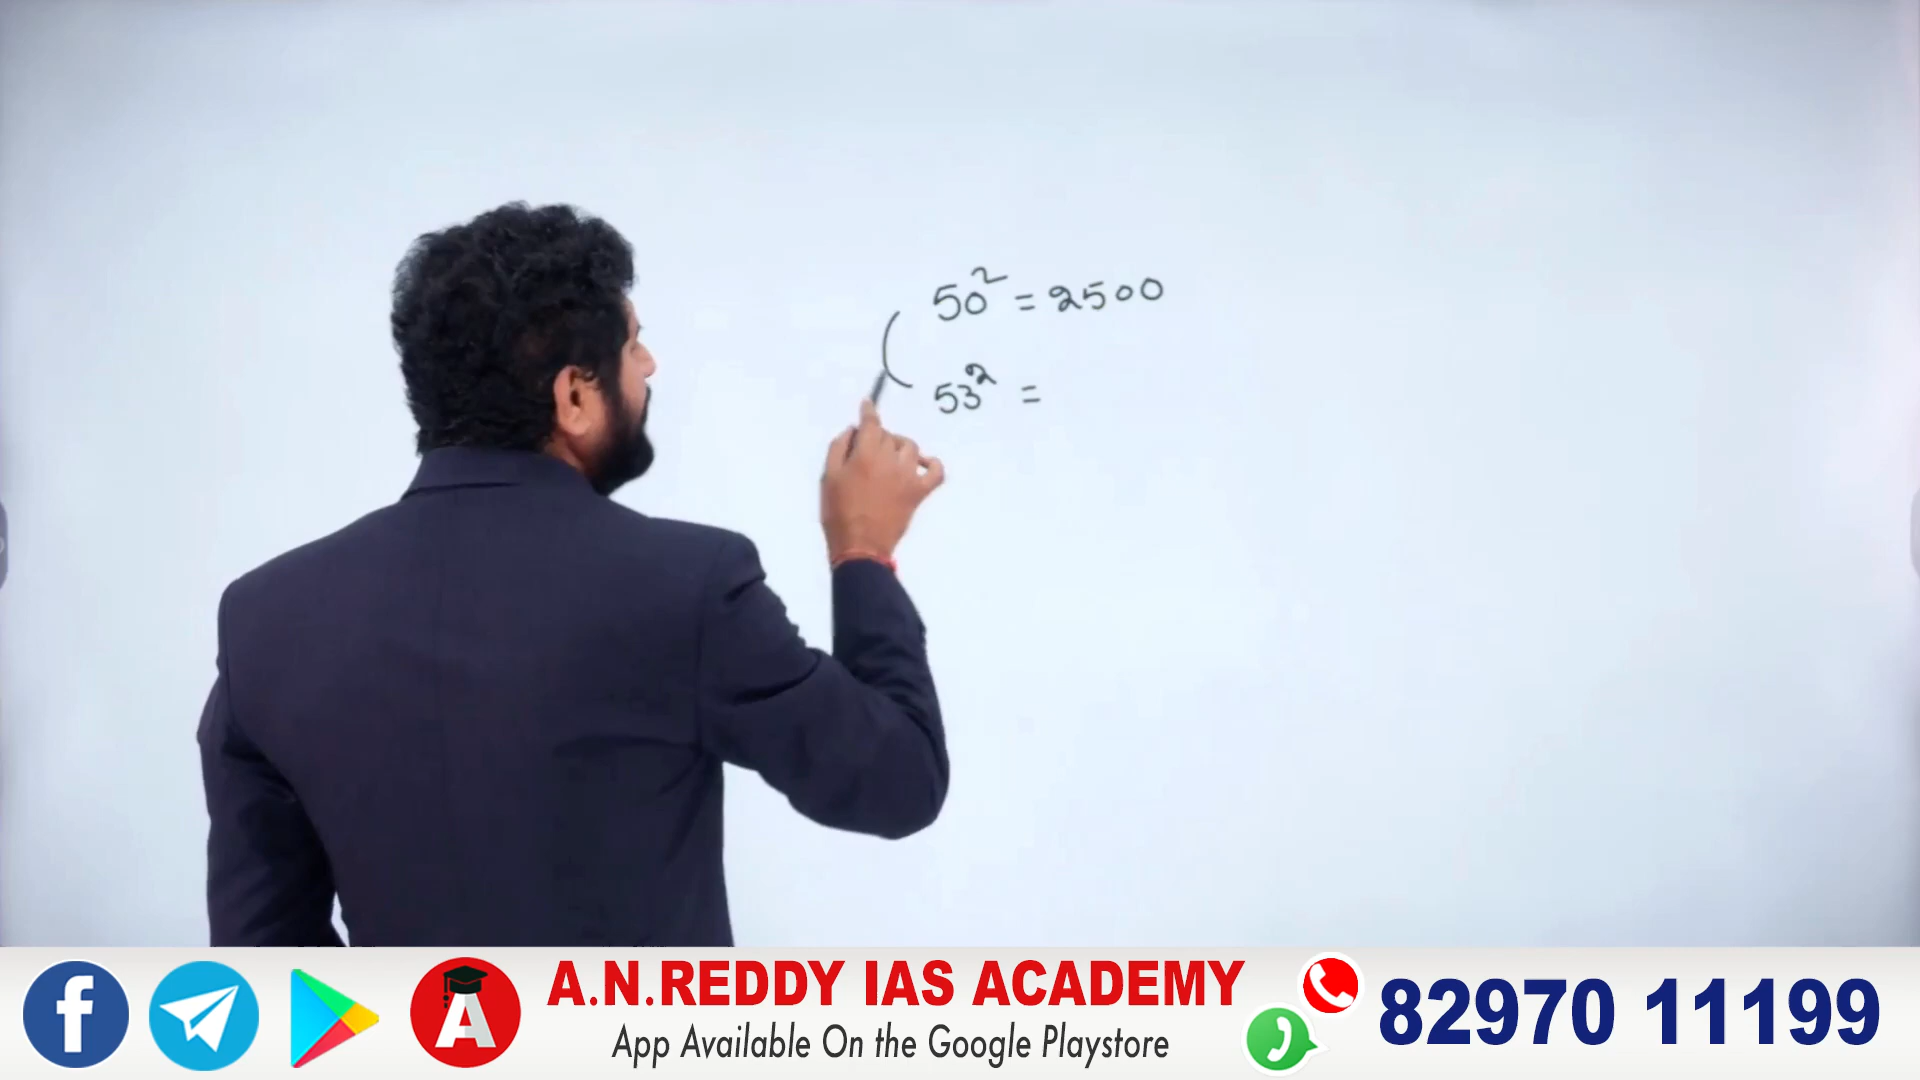 50² = 2500
53² =
A.N.REDDY IAS ACADEMY
App Available On the Google Playstore
82970 11199